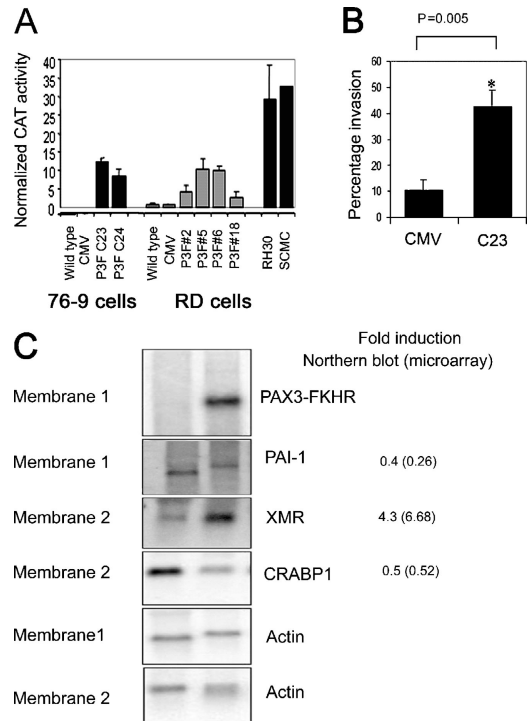 A
Normalized CAT activity
40
35
30
25
20
15
10
5
0
Wild type
CMV
P3F C23
P3F C24
Wild type
CMV
P3F#2
P3F#5
P3F#6
P3F#18
RH30
SCMC
76-9 cells
RD cells
B
P=0.005
Percentage invasion
60
50
40
30
20
10
0
*
CMV
C23
C
Fold induction
Northern blot (microarray)
Membrane 1
PAX3-FKHR
Membrane 1
PAI-1
0.4 (0.26)
Membrane 2
XMR
4.3 (6.68)
Membrane 2
CRABP1
0.5 (0.52)
Membrane1
Actin
Membrane 2
Actin